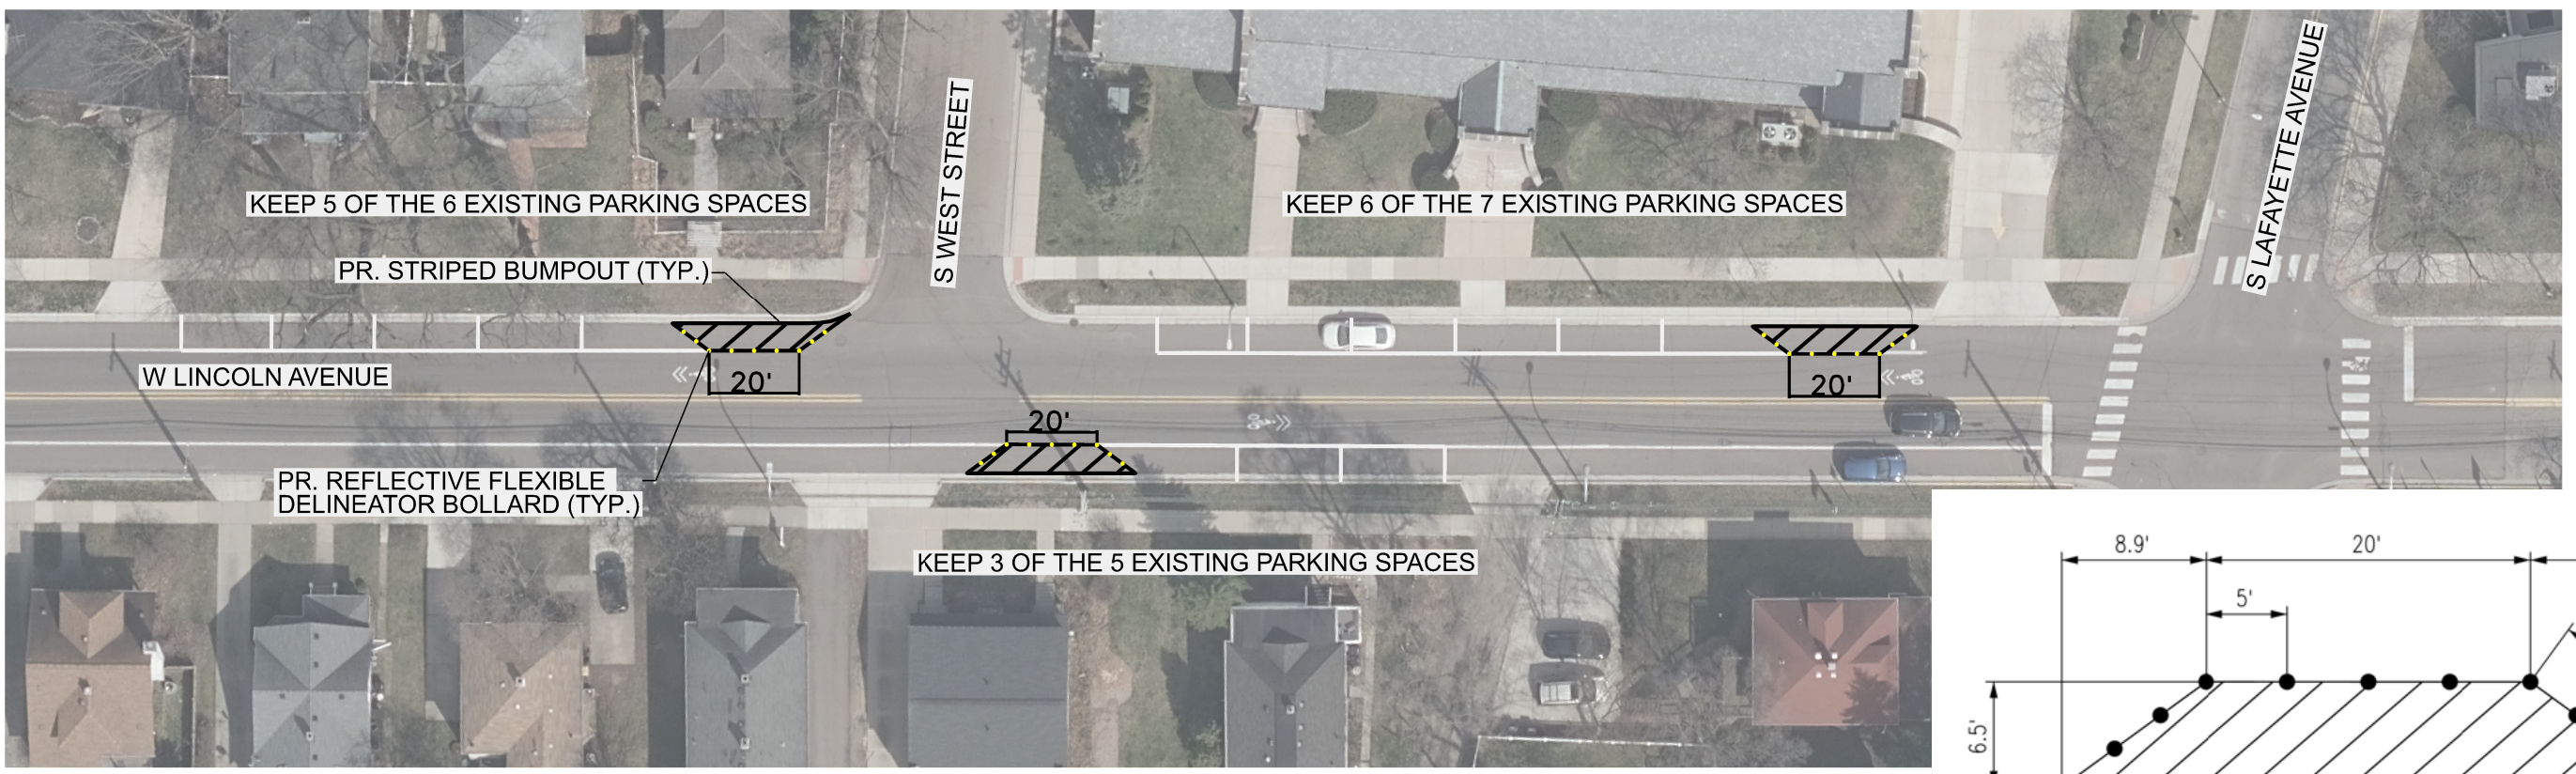 S WEST STREET
S LAFAYETTE AVENUE
KEEP 5 OF THE 6 EXISTING PARKING SPACES
KEEP 6 OF THE 7 EXISTING PARKING SPACES
PR. STRIPED BUMPOUT (TYP.)
W LINCOLN AVENUE
20'
20'
20'
PR. REFLECTIVE FLEXIBLE
DELINEATOR BOLLARD (TYP.)
KEEP 3 OF THE 5 EXISTING PARKING SPACES
8.9'
20'
5'
6.5'